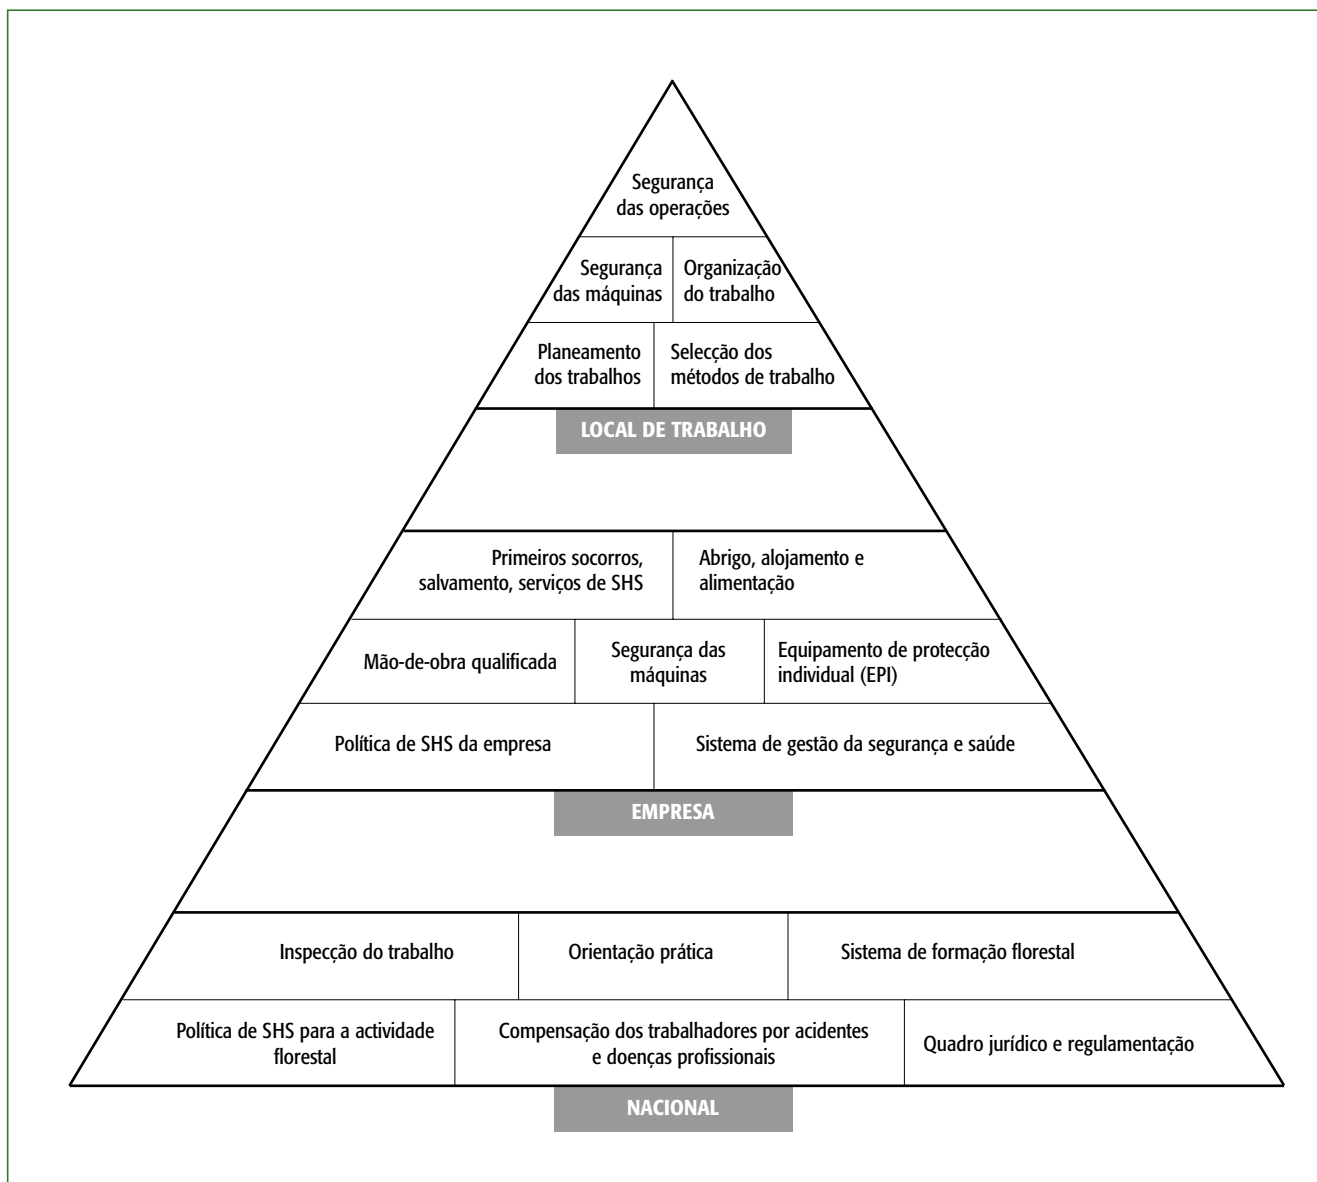 Segurança
das operações
Segurança
das máquinas
Organização
do trabalho
Planeamento
dos trabalhos
Selecção dos
métodos de trabalho
LOCAL DE TRABALHO
Primeiros socorros,
salvamento, serviços de SHS
Abrigo, alojamento e
alimentação
Mão-de-obra qualificada
Segurança das
máquinas
Equipamento de protecção
individual (EPI)
Política de SHS da empresa
Sistema de gestão da segurança e saúde
EMPRESA
Inspecção do trabalho
Orientação prática
Sistema de formação florestal
Política de SHS para a actividade
florestal
Compensação dos trabalhadores por acidentes
e doenças profissionais
Quadro jurídico e regulamentação
NACIONAL